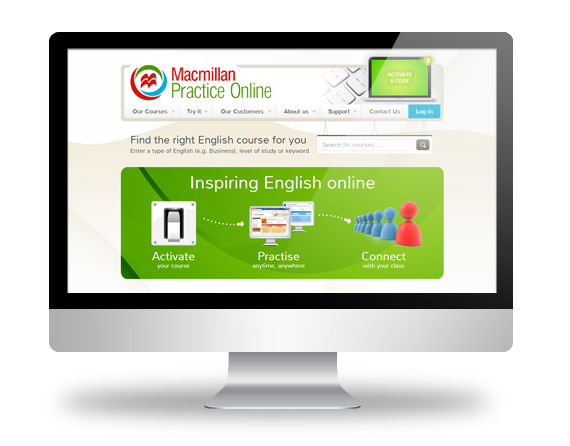 Macmillan
Practice Online
ACTIVATE
A CODE
Our Courses Try it Our Customers About us Support Contact Us Log in
Find the right English course for you
Enter a type of English (e.g. Business), level of study or keyword
Search for courses...
Inspiring English online
Activate
your course
Practise
anytime, anywhere
Connect
with your class